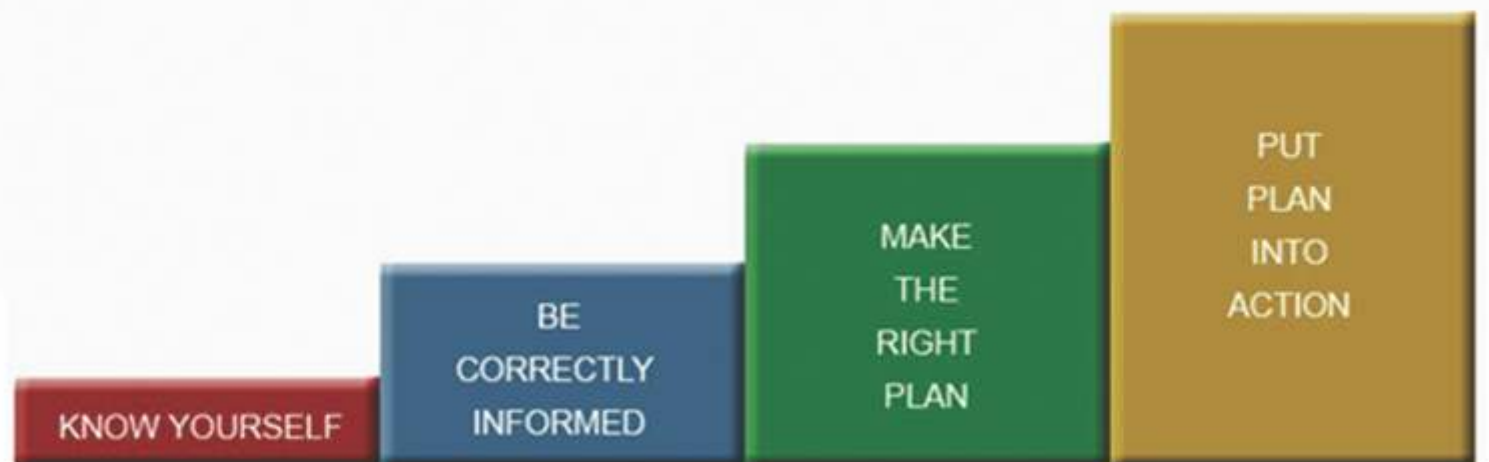 KNOW YOURSELF
BE
CORRECTLY
INFORMED
MAKE
THE
RIGHT
PLAN
PUT
PLAN
INTO
ACTION